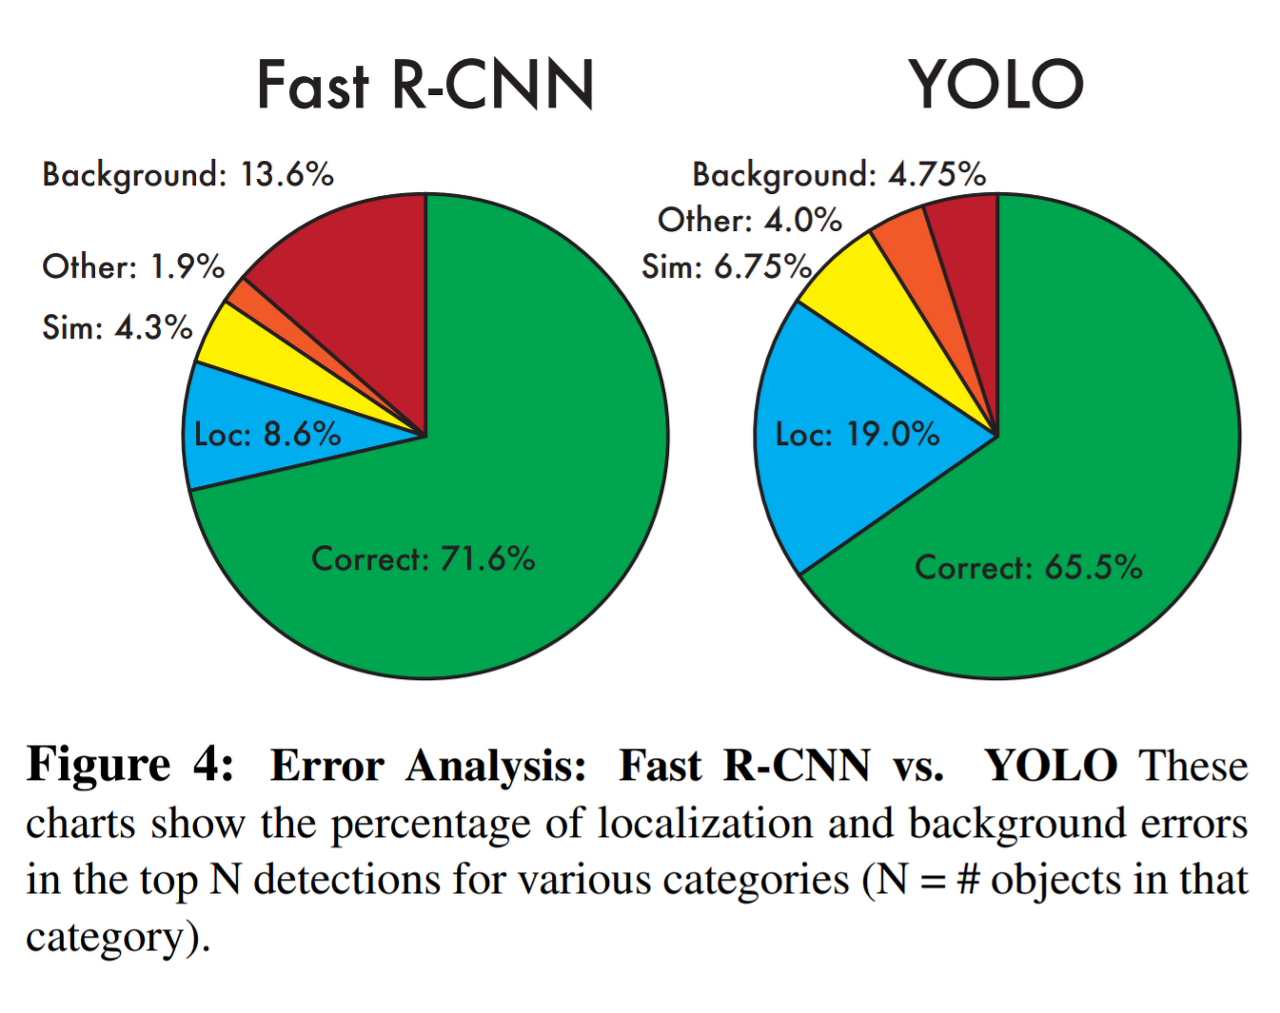 Fast R-CNN
YOLO
Background: 13.6%
Other: 1.9%
Sim: 4.3%
Loc: 8.6%
Correct: 71.6%
Background: 4.75%
Other: 4.0%
Sim: 6.75%
Loc: 19.0%
Correct: 65.5%
Figure 4: Error Analysis: Fast R-CNN vs. YOLO These
charts show the percentage of localization and background errors
in the top N detections for various categories (N = # objects in that
category).